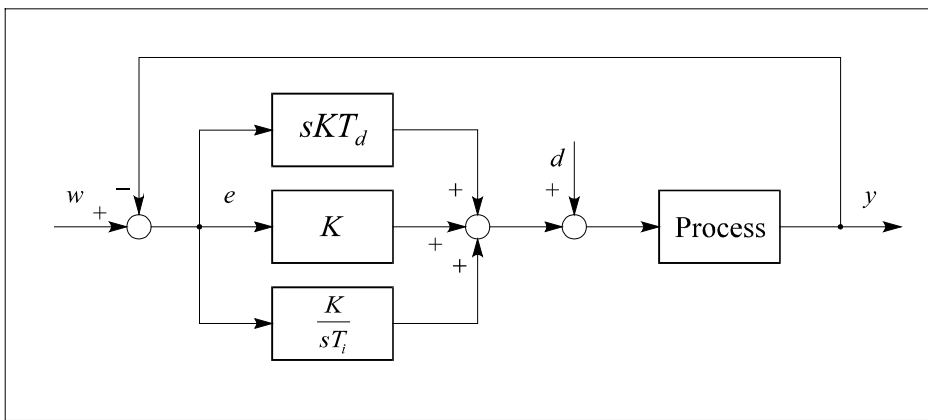 sKT_d
d
w
−
e
+
+
y
+
K
+
+
Process
+
K
sT_i